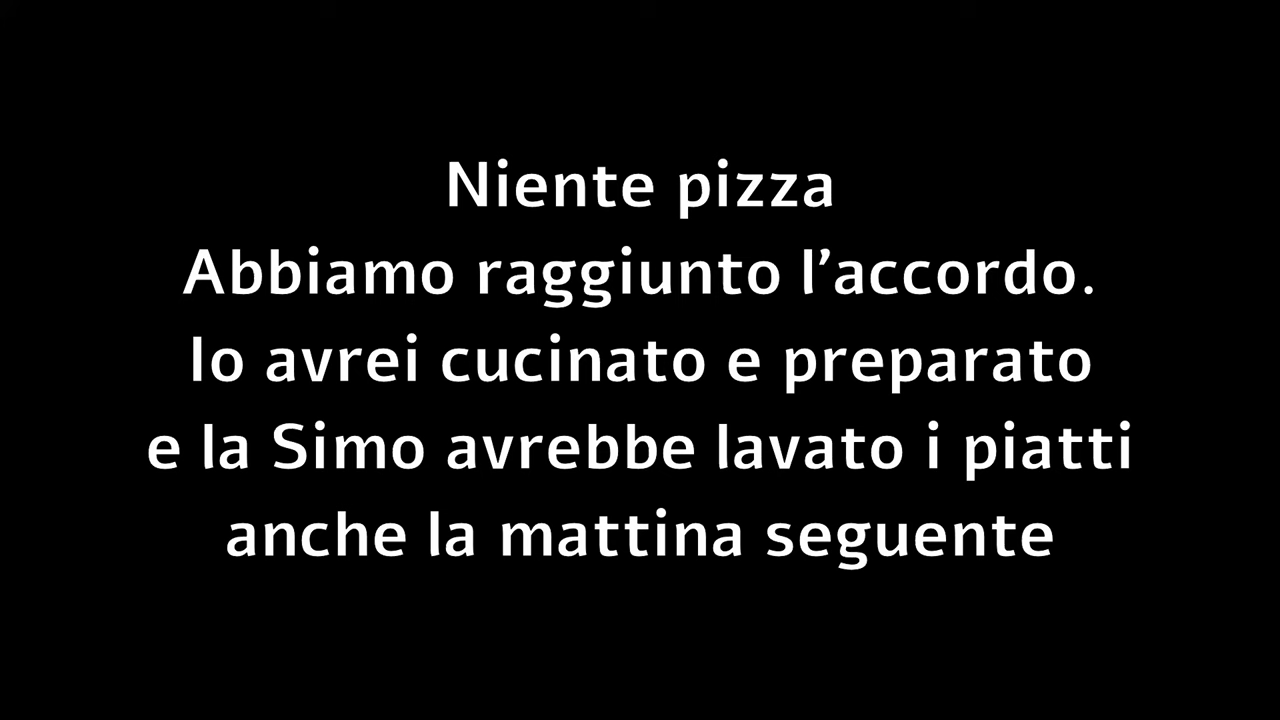 Niente pizza
Abbiamo raggiunto l’accordo.
Io avrei cucinato e preparato
e la Simo avrebbe lavato i piatti
anche la mattina seguente